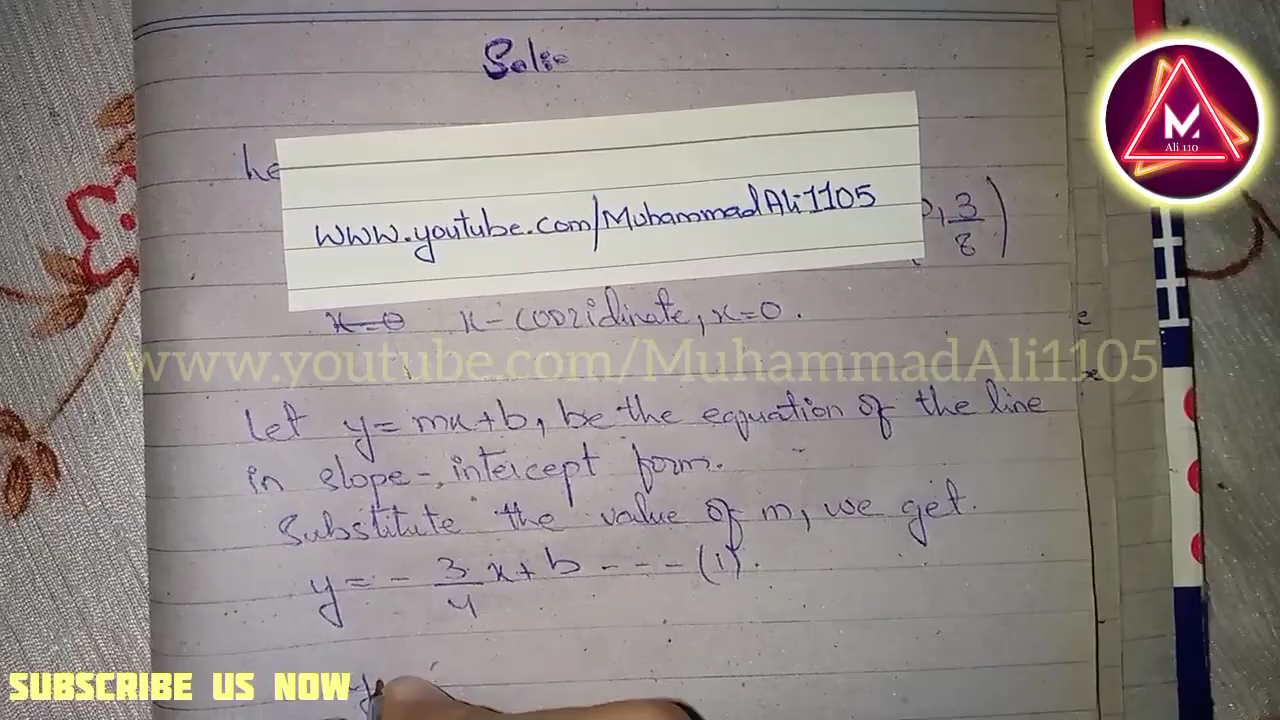 Sol:-
M
Ali 110
he
www.youtube.com/MuhammadAli1105
, 3/8)
x=0 x-coordinate, x=0.
www.youtube.com/MuhammadAli1105
Let y=mx+b, be the equation of the line
in slope-intercept form.
Substitute the value of m, we get.
y = - 3/4 x + b - - - (1).
SUBSCRIBE US NOW